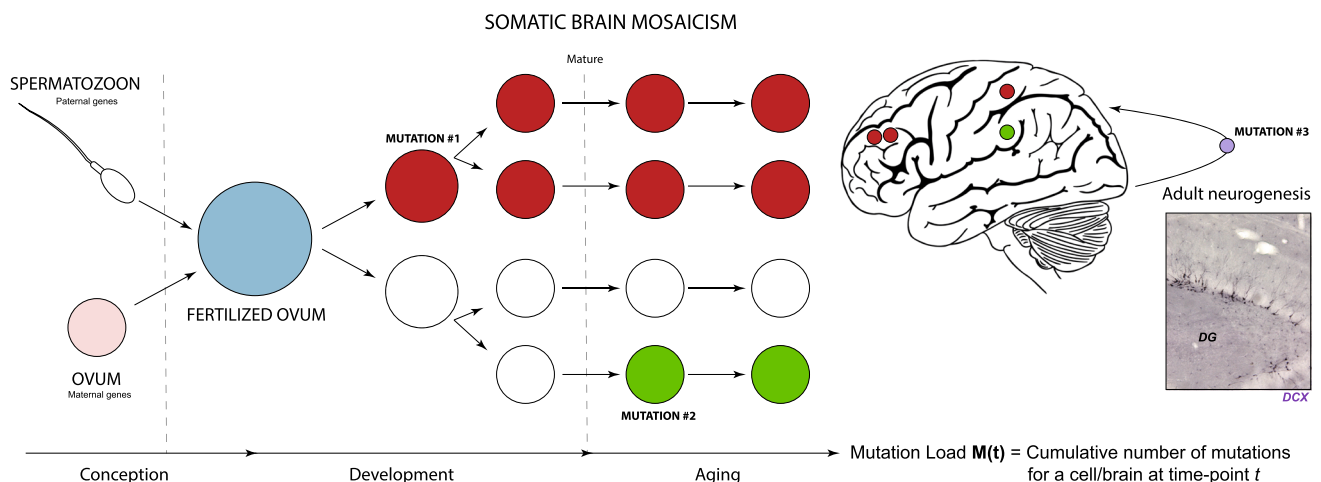 SOMATIC BRAIN MOSAICISM
Mature
SPERMATOZOON
Paternal genes
MUTATION #1
MUTATION #3
Adult neurogenesis
FERTILIZED OVUM
DG
OVUM
Maternal genes
DCX
MUTATION #2
Mutation Load M(t) = Cumulative number of mutations
for a cell/brain at time-point t
Conception
Development
Aging